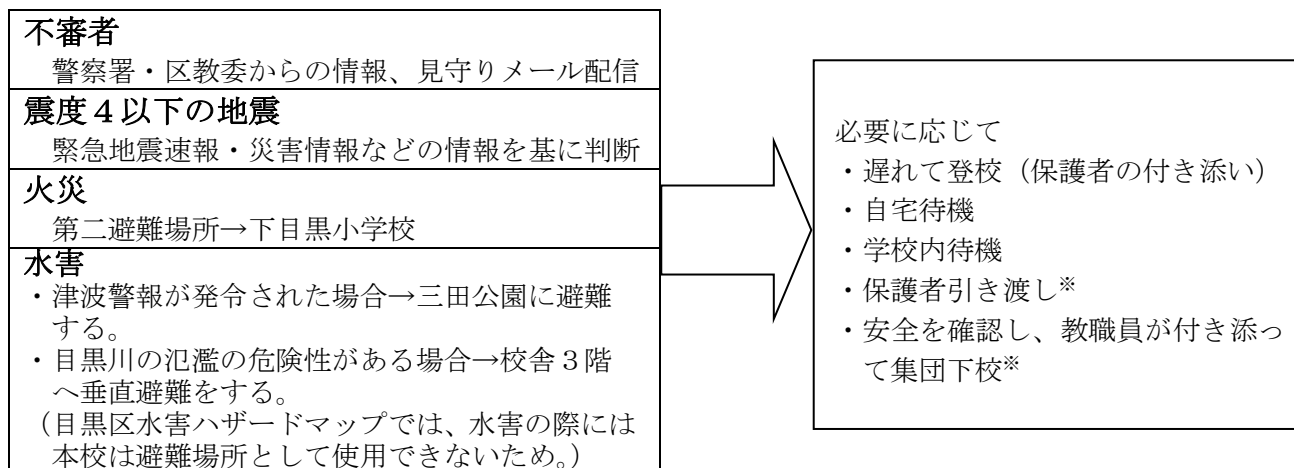 不審者
警察署・区教委からの情報、見守りメール配信
震度４以下の地震
緊急地震速報・災害情報などの情報を基に判断
火災
第二避難場所→下目黒小学校
水害
・津波警報が発令された場合→三田公園に避難
する。
・目黒川の氾濫の危険性がある場合→校舎３階
へ垂直避難をする。
（目黒区水害ハザードマップでは、水害の際には
本校は避難場所として使用できないため。）
必要に応じて
・遅れて登校（保護者の付き添い）
・自宅待機
・学校内待機
・保護者引き渡し※
・安全を確認し、教職員が付き添っ
て集団下校※